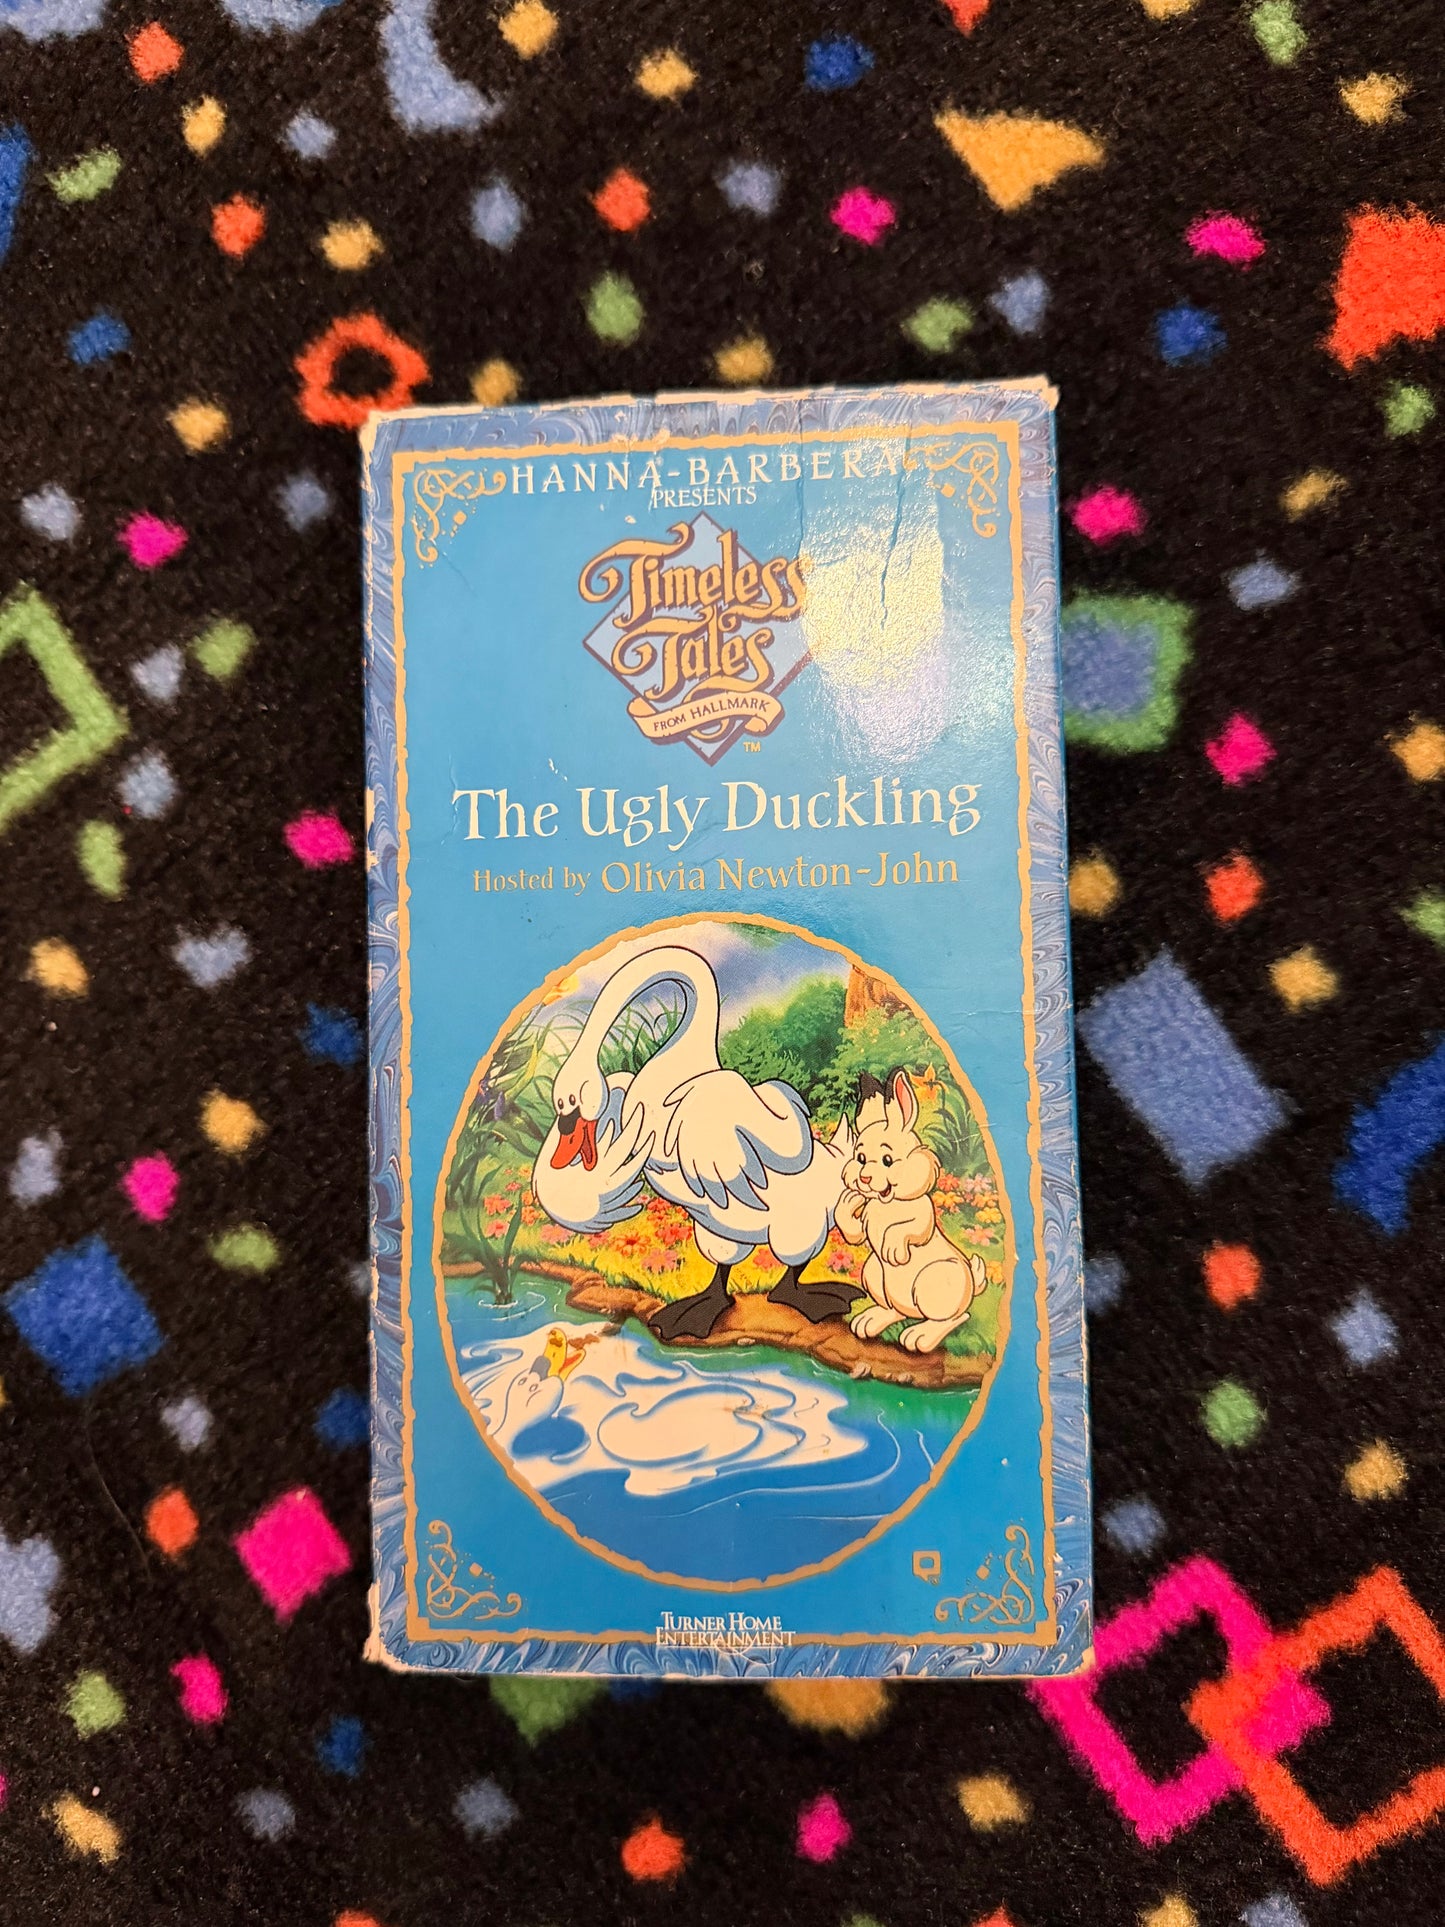 HANNA-BARBERA
PRESENTS
Timeless
Tales
FROM HALLMARK
TM
The Ugly Duckling
Hosted by Olivia Newton-John
TURNER HOME
ENTERTAINMENT